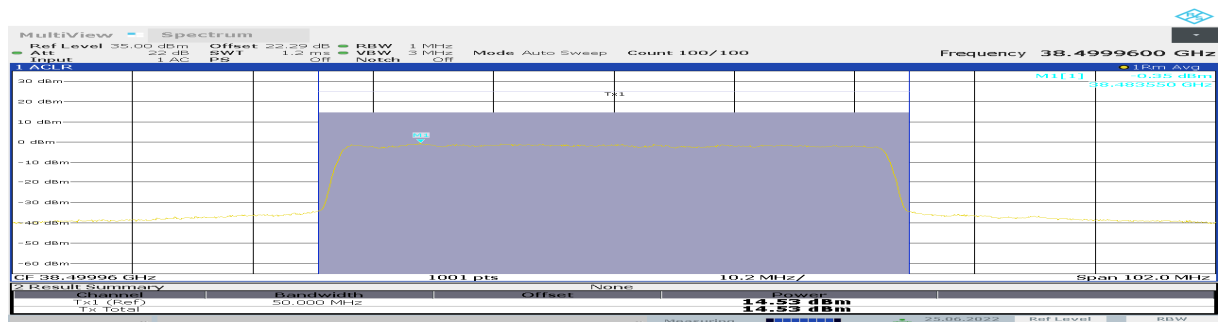 MultiView Spectrum
Ref Level 35.00 dBm Offset 22.29 dB RBW 1 MHz
Att 22 dB SWT 1.2 ms VBW 3 MHz Mode Auto Sweep Count 100/100 Frequency 38.4999600 GHz
Input 1 AC PS Off Notch Off
1 ACLR 1Rm Avg
M1[1] -0.35 dBm
38.483550 GHz
30 dBm
Tx1
20 dBm
10 dBm
M1
0 dBm
-10 dBm
-20 dBm
-30 dBm
-40 dBm
-50 dBm
-60 dBm
CF 38.49996 GHz 1001 pts 10.2 MHz/ Span 102.0 MHz
2 Result Summary None
Channel Bandwidth Offset Power
Tx1 (Ref) 50.000 MHz 14.53 dBm
Tx Total 14.53 dBm
Measuring 25.06.2022 Ref Level RBW